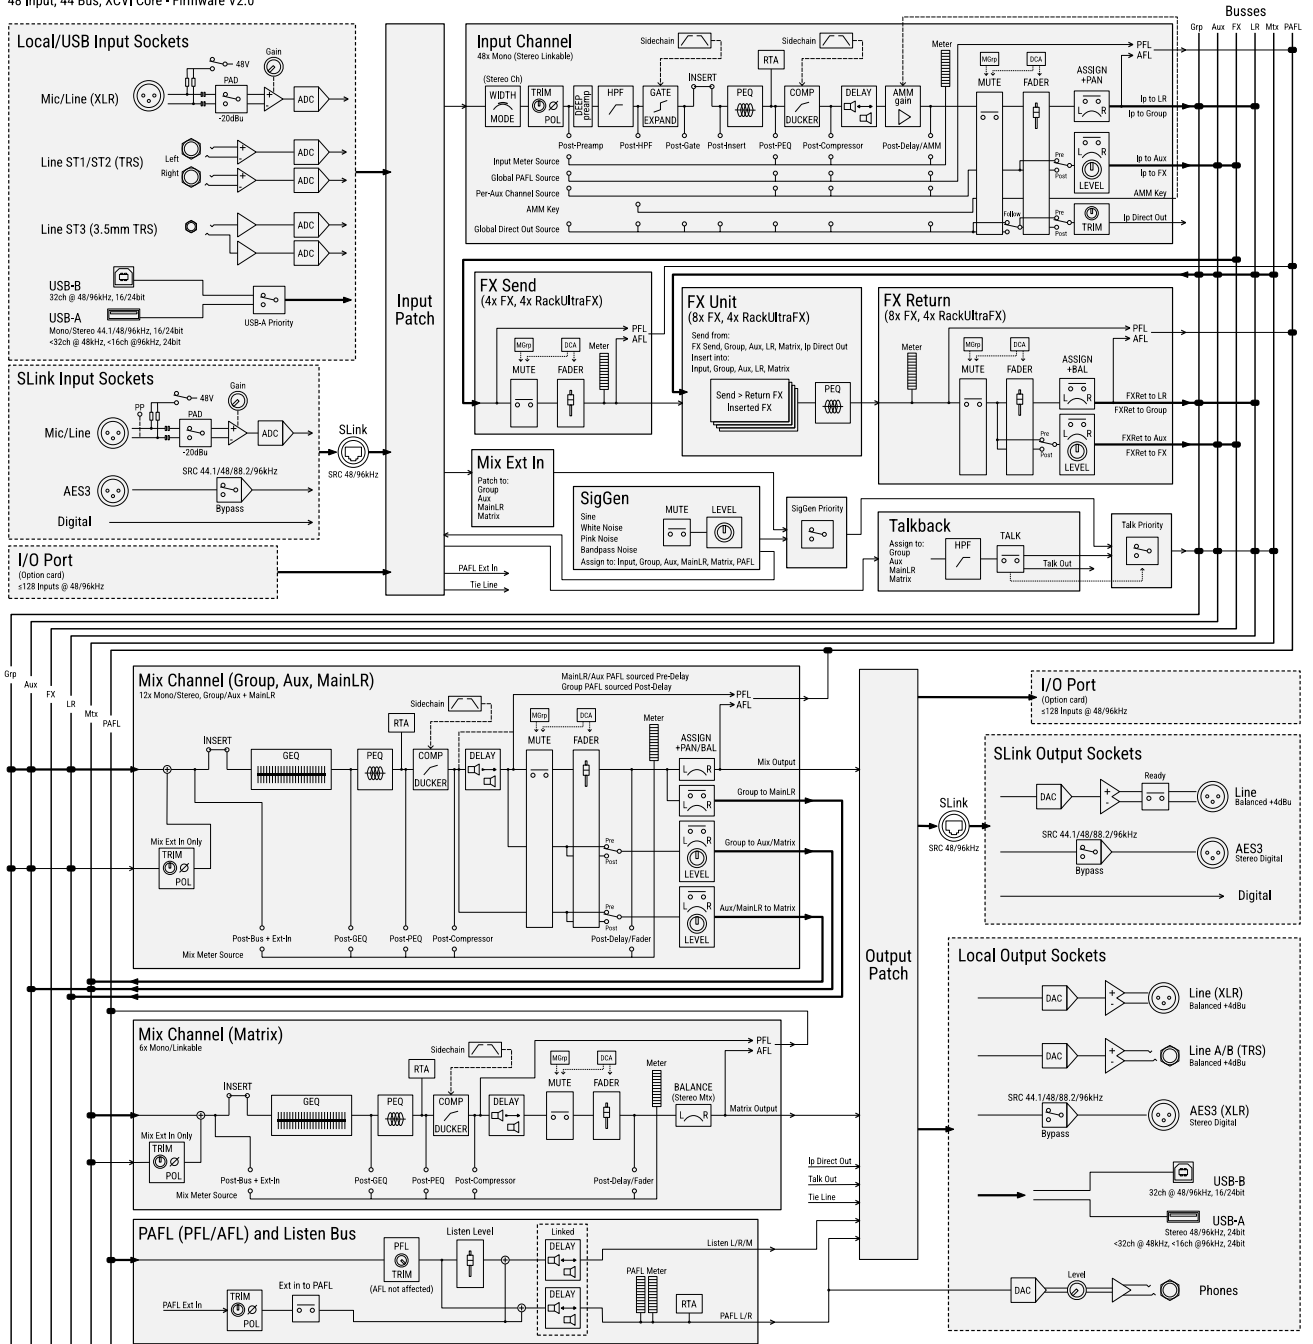 48 Input, 44 Bus, XCVI Core • Firmware V2.0
Busses
Grp Aux FX LR Mtx PAFL
Local/USB Input Sockets
Gain
48V
PAD
Mic/Line (XLR)
ADC
-20dBu
Line ST1/ST2 (TRS)
Left
Right
ADC
ADC
Line ST3 (3.5mm TRS)
ADC
ADC
USB-B
32ch @ 48/96kHz, 16/24bit
USB-A
Mono/Stereo 44.1/48/96kHz, 16/24bit
<32ch @ 48kHz, <16ch @96kHz, 24bit
USB-A Priority
SLink Input Sockets
Gain
48V
PP
PAD
Mic/Line
ADC
-20dBu
SRC 44.1/48/88.2/96kHz
AES3
Bypass
Digital
SLink
SRC 48/96kHz
I/O Port
(Option card)
≤128 Inputs @ 48/96kHz
Input
Patch
PAFL Ext In
Tie Line
Input Channel
48x Mono (Stereo Linkable)
Sidechain
Sidechain
Meter
PFL
AFL
RTA
MGrp
DCA
(Stereo Ch)
WIDTH
MODE
TRIM
POL
DEEP
preamp
HPF
GATE
EXPAND
INSERT
PEQ
COMP
DUCKER
DELAY
AMM
gain
MUTE
FADER
ASSIGN
+PAN
L R
Ip to LR
Ip to Group
Post-Preamp
Post-HPF
Post-Gate
Post-Insert
Post-PEQ
Post-Compressor
Post-Delay/AMM
Input Meter Source
Global PAFL Source
Per-Aux Channel Source
AMM Key
Global Direct Out Source
Pre
Post
L R
LEVEL
Ip to Aux
Ip to FX
AMM Key
Follow
Pre
Post
TRIM
Ip Direct Out
FX Send
(4x FX, 4x RackUltraFX)
PFL
AFL
MGrp
DCA
Meter
MUTE
FADER
FX Unit
(8x FX, 4x RackUltraFX)
Send from:
FX Send, Group, Aux, LR, Matrix, Ip Direct Out
Insert into:
Input, Group, Aux, LR, Matrix
Send > Return FX
Inserted FX
PEQ
FX Return
(8x FX, 4x RackUltraFX)
PFL
AFL
Meter
MGrp
DCA
MUTE
FADER
ASSIGN
+BAL
L R
FXRet to LR
FXRet to Group
Pre
Post
L R
LEVEL
FXRet to Aux
FXRet to FX
Mix Ext In
Patch to:
Group
Aux
MainLR
Matrix
SigGen
Sine
White Noise
Pink Noise
Bandpass Noise
Assign to: Input, Group, Aux, MainLR, Matrix, PAFL
MUTE
LEVEL
SigGen Priority
Talkback
Assign to:
Group
Aux
MainLR
Matrix
HPF
TALK
Talk Out
Talk Priority
Grp
Aux
FX
LR
Mtx
PAFL
Mix Channel (Group, Aux, MainLR)
12x Mono/Stereo, Group/Aux + MainLR
MainLR/Aux PAFL sourced Pre-Delay
Group PAFL sourced Post-Delay
PFL
AFL
Sidechain
RTA
MGrp
DCA
Meter
INSERT
GEQ
PEQ
COMP
DUCKER
DELAY
MUTE
FADER
ASSIGN
+PAN/BAL
L R
Mix Output
L R
Group to MainLR
Mix Ext In Only
TRIM
POL
Pre
Post
L R
LEVEL
Group to Aux/Matrix
Pre
Post
L R
LEVEL
Aux/MainLR to Matrix
Post-Bus + Ext-In
Post-GEQ
Post-PEQ
Post-Compressor
Post-Delay/Fader
Mix Meter Source
Mix Channel (Matrix)
6x Mono/Linkable
PFL
AFL
Sidechain
RTA
MGrp
DCA
Meter
INSERT
GEQ
PEQ
COMP
DUCKER
DELAY
MUTE
FADER
BALANCE
(Stereo Mtx)
L R
Matrix Output
Mix Ext In Only
TRIM
POL
Post-Bus + Ext-In
Post-GEQ
Post-PEQ
Post-Compressor
Post-Delay/Fader
Mix Meter Source
PAFL (PFL/AFL) and Listen Bus
PFL
TRIM
(AFL not affected)
Listen Level
Linked
DELAY
DELAY
Listen L/R/M
PAFL Ext In
TRIM
POL
Ext in to PAFL
PAFL Meter
RTA
PAFL L/R
Output
Patch
Ip Direct Out
Talk Out
Tie Line
I/O Port
(Option card)
≤128 Inputs @ 48/96kHz
SLink
SRC 48/96kHz
SLink Output Sockets
DAC
Ready
Line
Balanced +4dBu
SRC 44.1/48/88.2/96kHz
Bypass
AES3
Stereo Digital
Digital
Local Output Sockets
DAC
Line (XLR)
Balanced +4dBu
DAC
Line A/B (TRS)
Balanced +4dBu
SRC 44.1/48/88.2/96kHz
Bypass
AES3 (XLR)
Stereo Digital
USB-B
32ch @ 48/96kHz, 16/24bit
USB-A
Stereo 48/96kHz, 24bit
<32ch @ 48kHz, <16ch @96kHz, 24bit
DAC
Level
Phones